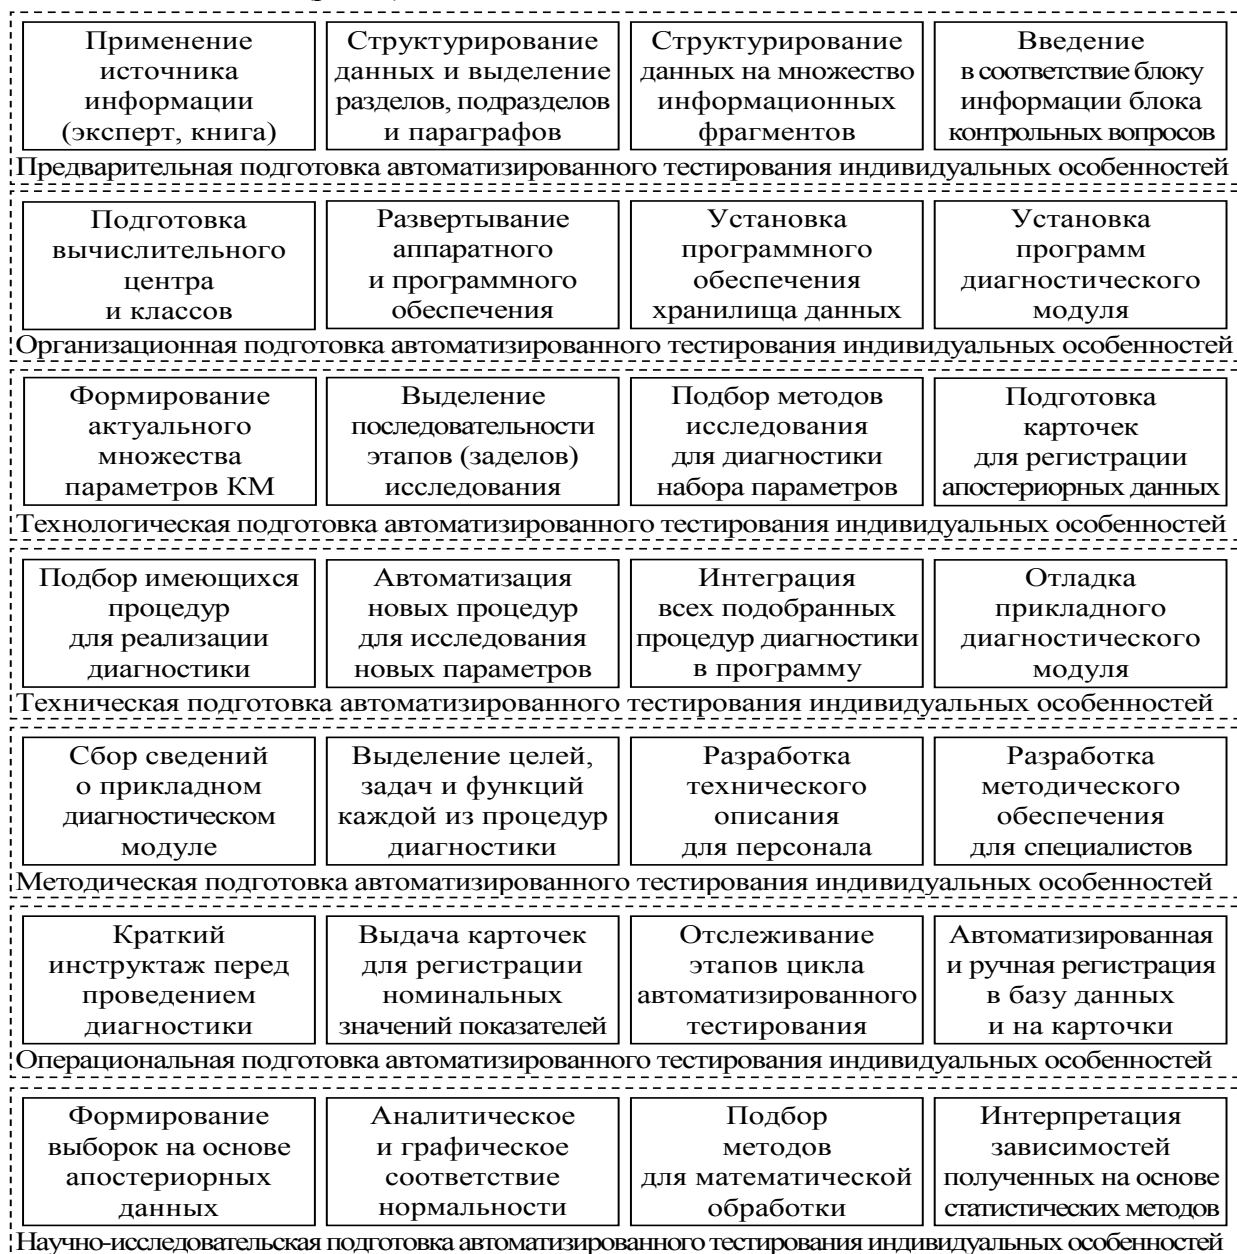 Применение
источника
информации
(эксперт, книга)
Структурирование
данных и выделение
разделов, подразделов
и параграфов
Структурирование
данных на множество
информационных
фрагментов
Введение
в соответствие блоку
информации блока
контрольных вопросов
Предварительная подготовка автоматизированного тестирования индивидуальных особенностей
Подготовка
вычислительного
центра
и классов
Развертывание
аппаратного
и программного
обеспечения
Установка
программного
обеспечения
хранилища данных
Установка
программ
диагностического
модуля
Организационная подготовка автоматизированного тестирования индивидуальных особенностей
Формирование
актуального
множества
параметров КМ
Выделение
последовательности
этапов (заделов)
исследования
Подбор методов
исследования
для диагностики
набора параметров
Подготовка
карточек
для регистрации
апостериорных данных
Технологическая подготовка автоматизированного тестирования индивидуальных особенностей
Подбор имеющихся
процедур
для реализации
диагностики
Автоматизация
новых процедур
для исследования
новых параметров
Интеграция
всех подобранных
процедур диагностики
в программу
Отладка
прикладного
диагностического
модуля
Техническая подготовка автоматизированного тестирования индивидуальных особенностей
Сбор сведений
о прикладном
диагностическом
модуле
Выделение целей,
задач и функций
каждой из процедур
диагностики
Разработка
технического
описания
для персонала
Разработка
методического
обеспечения
для специалистов
Методическая подготовка автоматизированного тестирования индивидуальных особенностей
Краткий
инструктаж перед
проведением
диагностики
Выдача карточек
для регистрации
номинальных
значений показателей
Отслеживание
этапов цикла
автоматизированного
тестирования
Автоматизированная
и ручная регистрация
в базу данных
и на карточки
Операциональная подготовка автоматизированного тестирования индивидуальных особенностей
Формирование
выборок на основе
апостериорных
данных
Аналитическое
и графическое
соответствие
нормальности
Подбор
методов
для математической
обработки
Интерпретация
зависимостей
полученных на основе
статистических методов
Научно-исследовательская подготовка автоматизированного тестирования индивидуальных особенностей